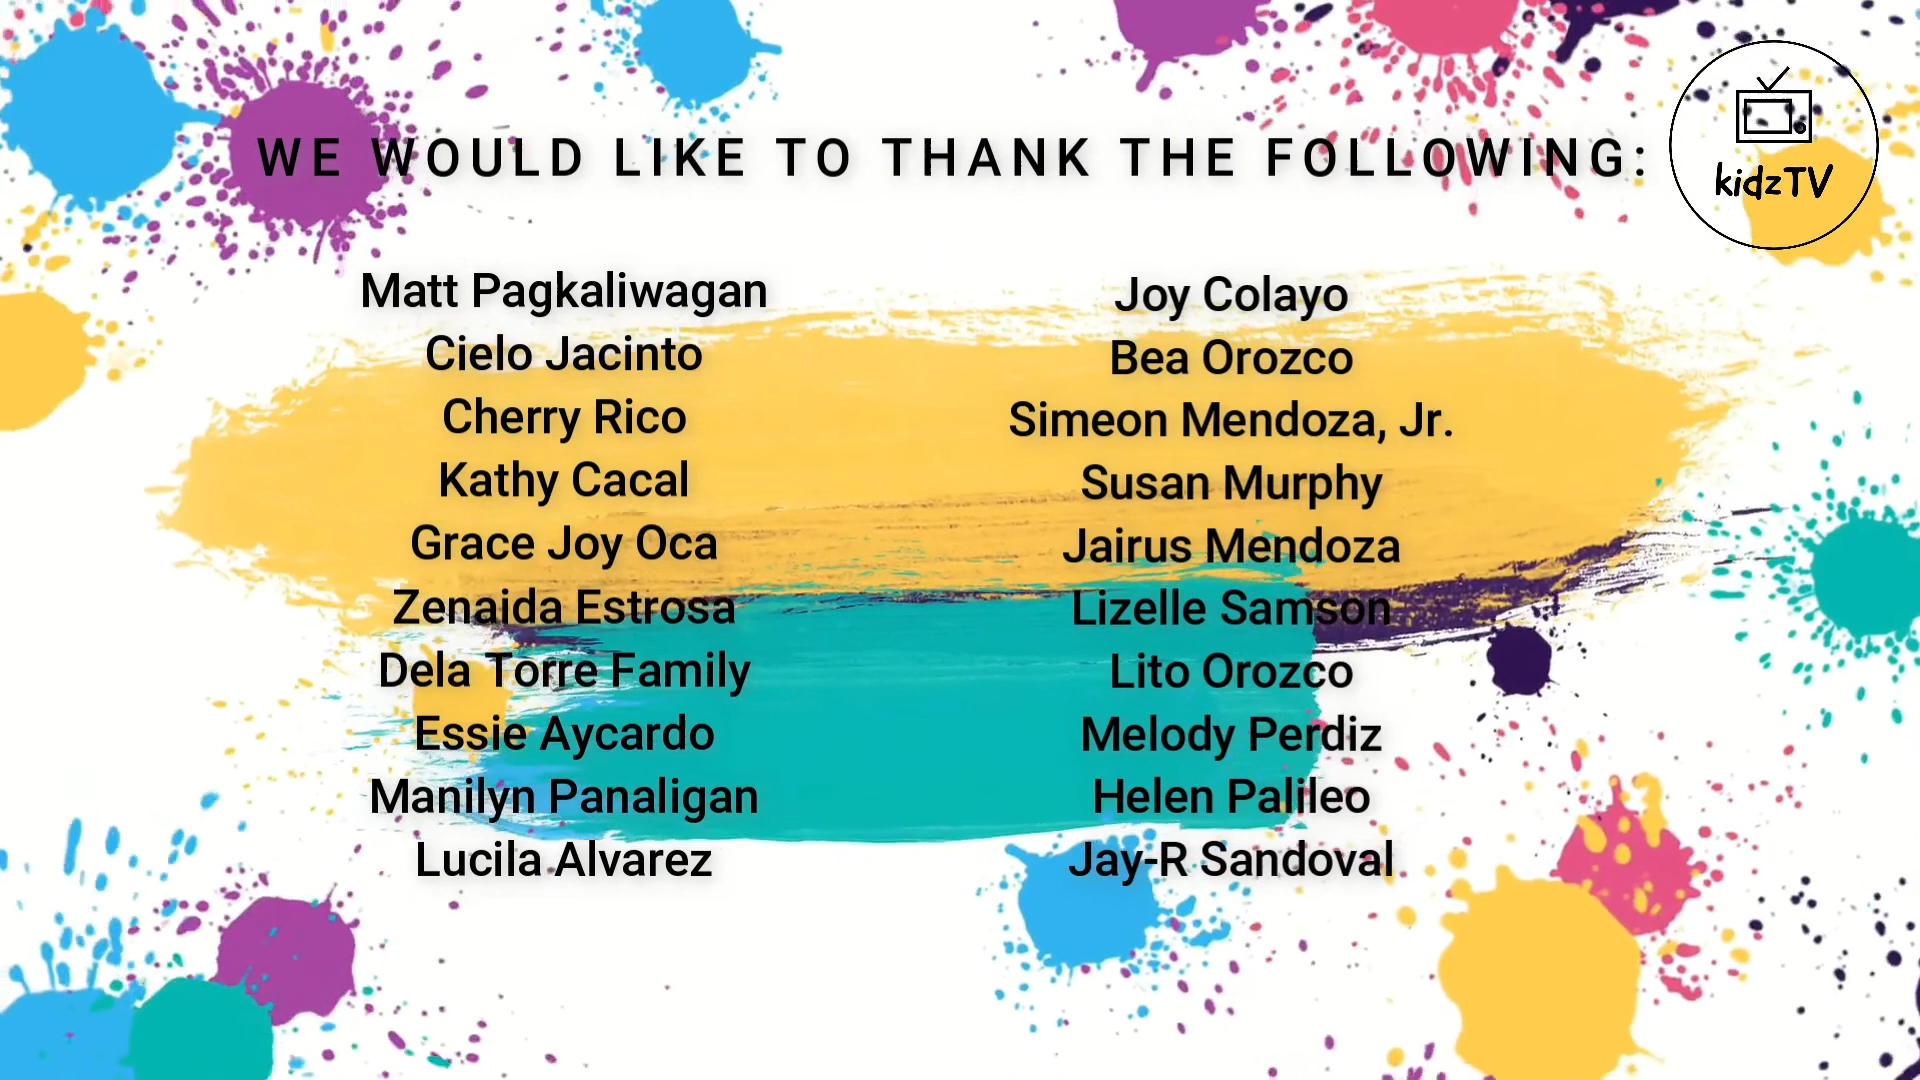 WE WOULD LIKE TO THANK THE FOLLOWING:
kidzTV
Matt Pagkaliwagan
Cielo Jacinto
Cherry Rico
Kathy Cacal
Grace Joy Oca
Zenaida Estrosa
Dela Torre Family
Essie Aycardo
Manilyn Panaligan
Lucila Alvarez
Joy Colayo
Bea Orozco
Simeon Mendoza, Jr.
Susan Murphy
Jairus Mendoza
Lizelle Samson
Lito Orozco
Melody Perdiz
Helen Palileo
Jay-R Sandoval